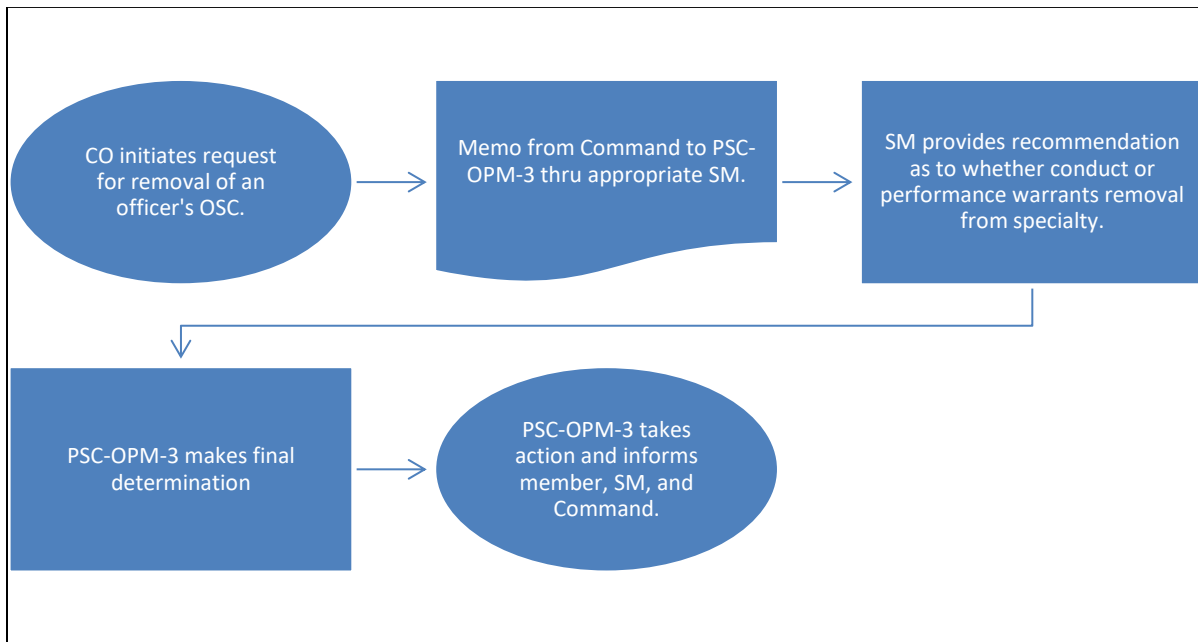 CO initiates request
for removal of an
officer's OSC.
Memo from Command to PSC-
OPM-3 thru appropriate SM.
SM provides recommendation
as to whether conduct or
performance warrants removal
from specialty.
PSC-OPM-3 makes final
determination
PSC-OPM-3 takes
action and informs
member, SM, and
Command.